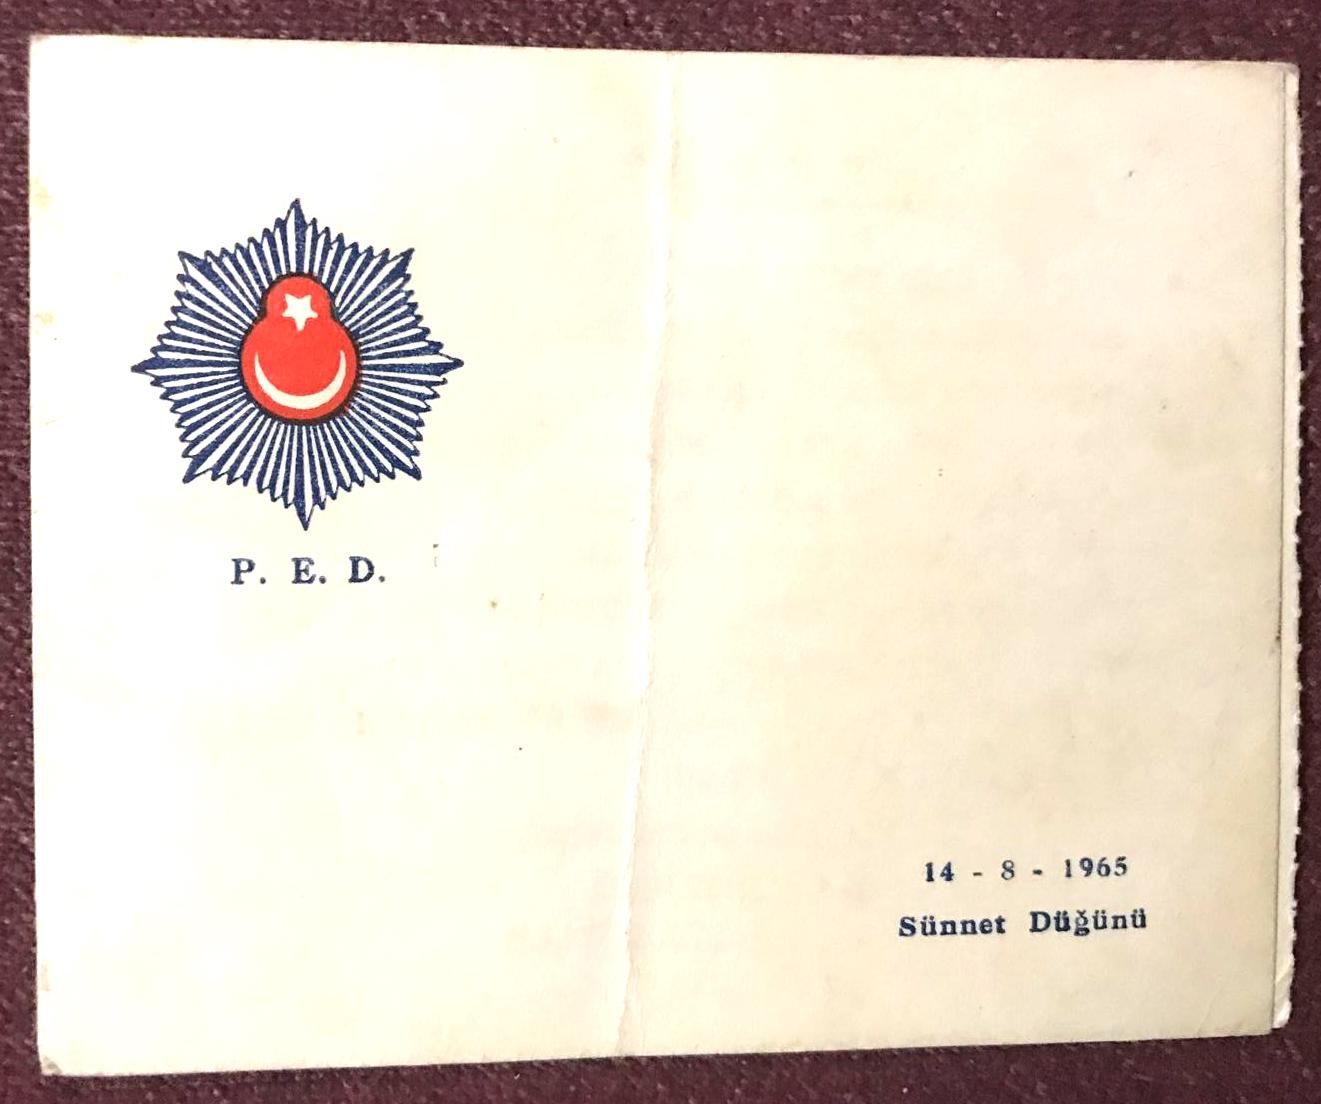 P. E. D.
14 - 8 - 1965
Sünnet Düğünü